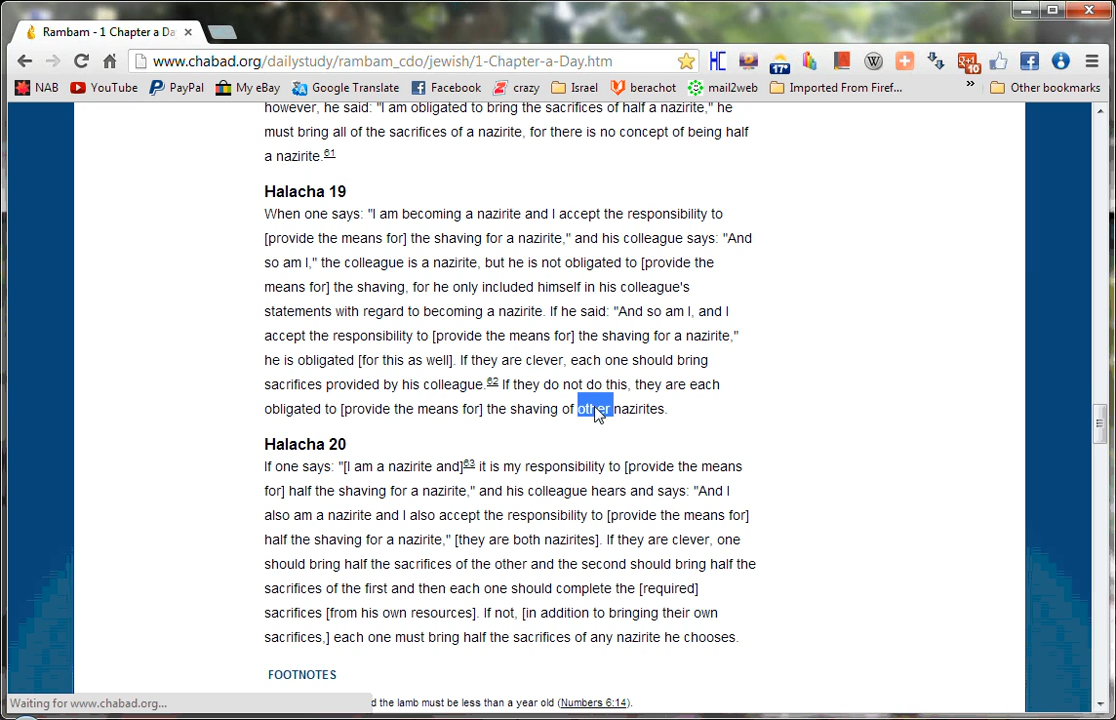 Rambam - 1 Chapter a Da
www.chabad.org/dailystudy/rambam_cdo/jewish/1-Chapter-a-Day.htm
NAB YouTube PayPal My eBay Google Translate Facebook crazy Israel berachot mail2web Imported From Firef... » Other bookmarks
however, he said: "I am obligated to bring the sacrifices of half a nazirite," he
must bring all of the sacrifices of a nazirite, for there is no concept of being half
a nazirite.61
Halacha 19
When one says: "I am becoming a nazirite and I accept the responsibility to
[provide the means for] the shaving for a nazirite," and his colleague says: "And
so am I," the colleague is a nazirite, but he is not obligated to [provide the
means for] the shaving, for he only included himself in his colleague's
statements with regard to becoming a nazirite. If he said: "And so am I, and I
accept the responsibility to [provide the means for] the shaving for a nazirite,"
he is obligated [for this as well]. If they are clever, each one should bring
sacrifices provided by his colleague.62 If they do not do this, they are each
obligated to [provide the means for] the shaving of other nazirites.
Halacha 20
If one says: "[I am a nazirite and]63 it is my responsibility to [provide the means
for] half the shaving for a nazirite," and his colleague hears and says: "And I
also am a nazirite and I also accept the responsibility to [provide the means for]
half the shaving for a nazirite," [they are both nazirites]. If they are clever, one
should bring half the sacrifices of the other and the second should bring half the
sacrifices of the first and then each one should complete the [required]
sacrifices [from his own resources]. If not, [in addition to bringing their own
sacrifices,] each one must bring half the sacrifices of any nazirite he chooses.
FOOTNOTES
Waiting for www.chabad.org... d the lamb must be less than a year old (Numbers 6:14).